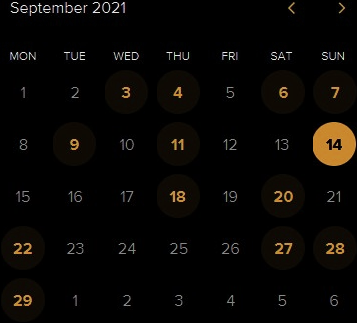 September 2021
MON TUE WED THU FRI SAT SUN
1 2 3 4 5 6 7
8 9 10 11 12 13 14
15 16 17 18 19 20 21
22 23 24 25 26 27 28
29 1 2 3 4 5 6